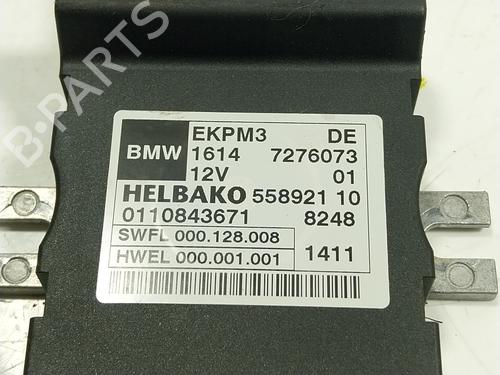 EKPM3 DE
BMW 1614 7276073
12V 01
HELBAKO 558921 10
0110843671 8248
SWFL 000.128.008
HWEL 000.001.001 1411
B-PARTS